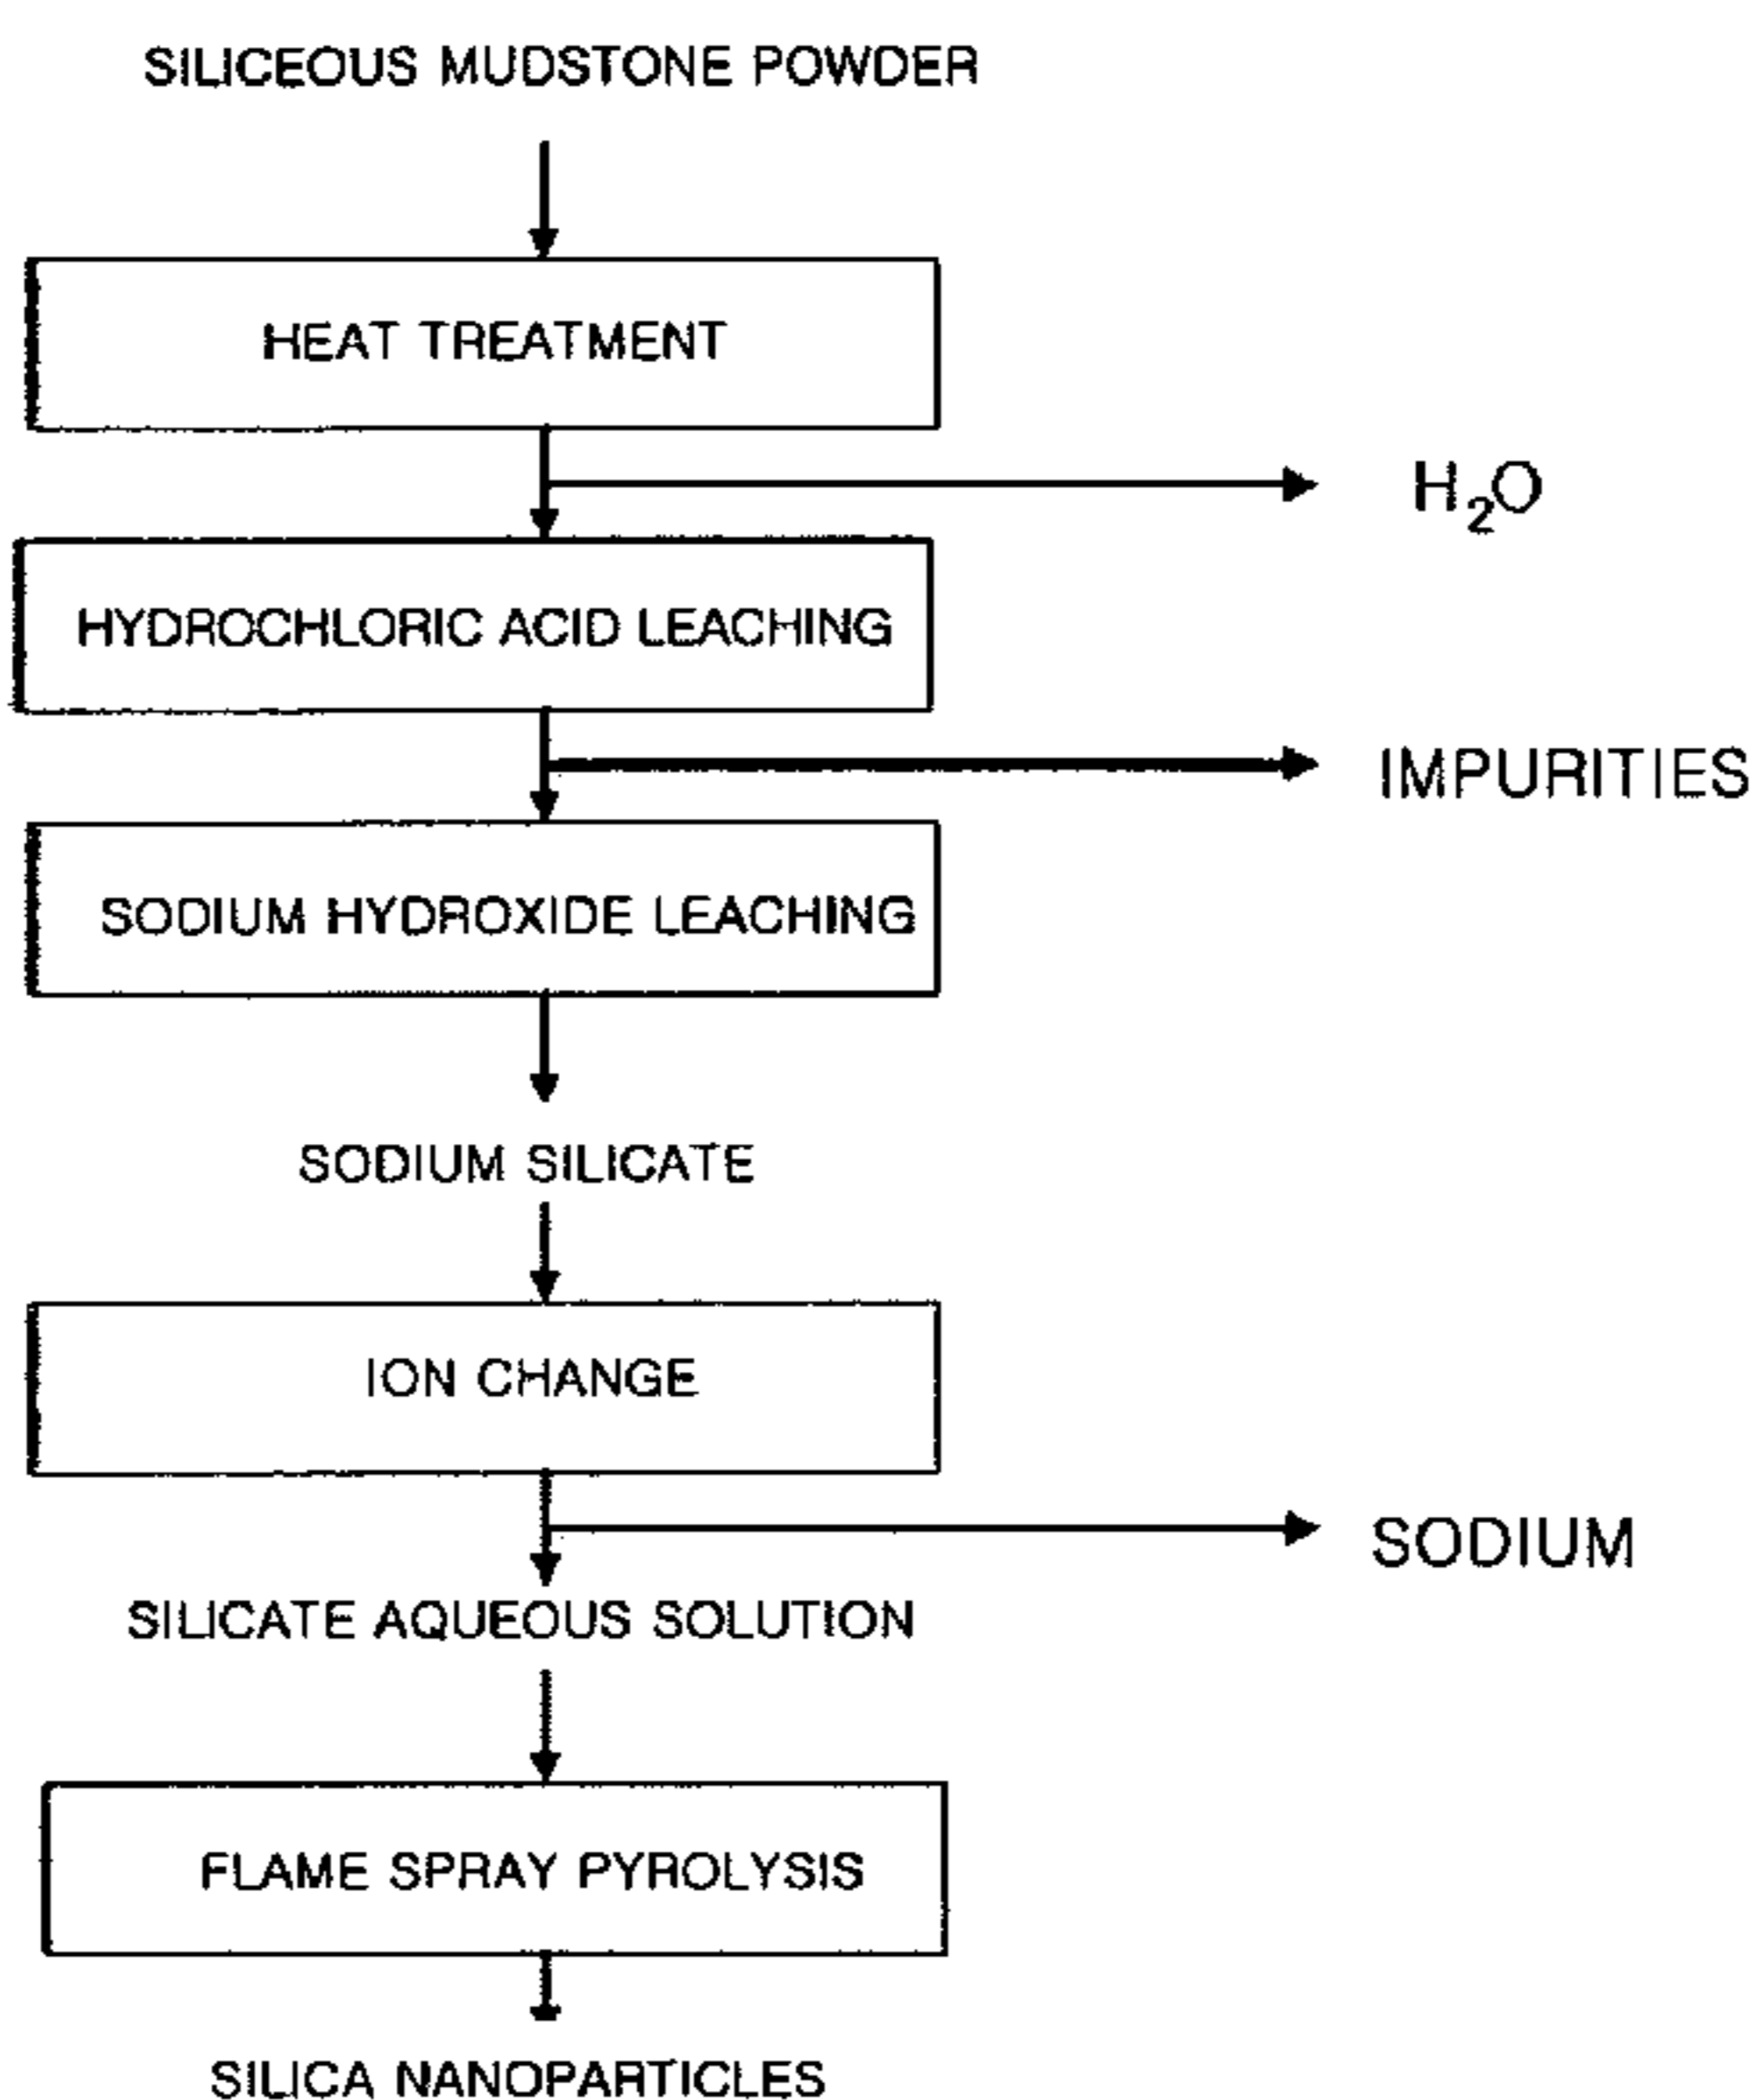 SILICEOUS MUDSTONE POWDER
HEAT TREATMENT
H₂O
HYDROCHLORIC ACID LEACHING
IMPURITIES
SODIUM HYDROXIDE LEACHING
SODIUM SILICATE
ION CHANGE
SODIUM
SILICATE AQUEOUS SOLUTION
FLAME SPRAY PYROLYSIS
SILICA NANOPARTICLES